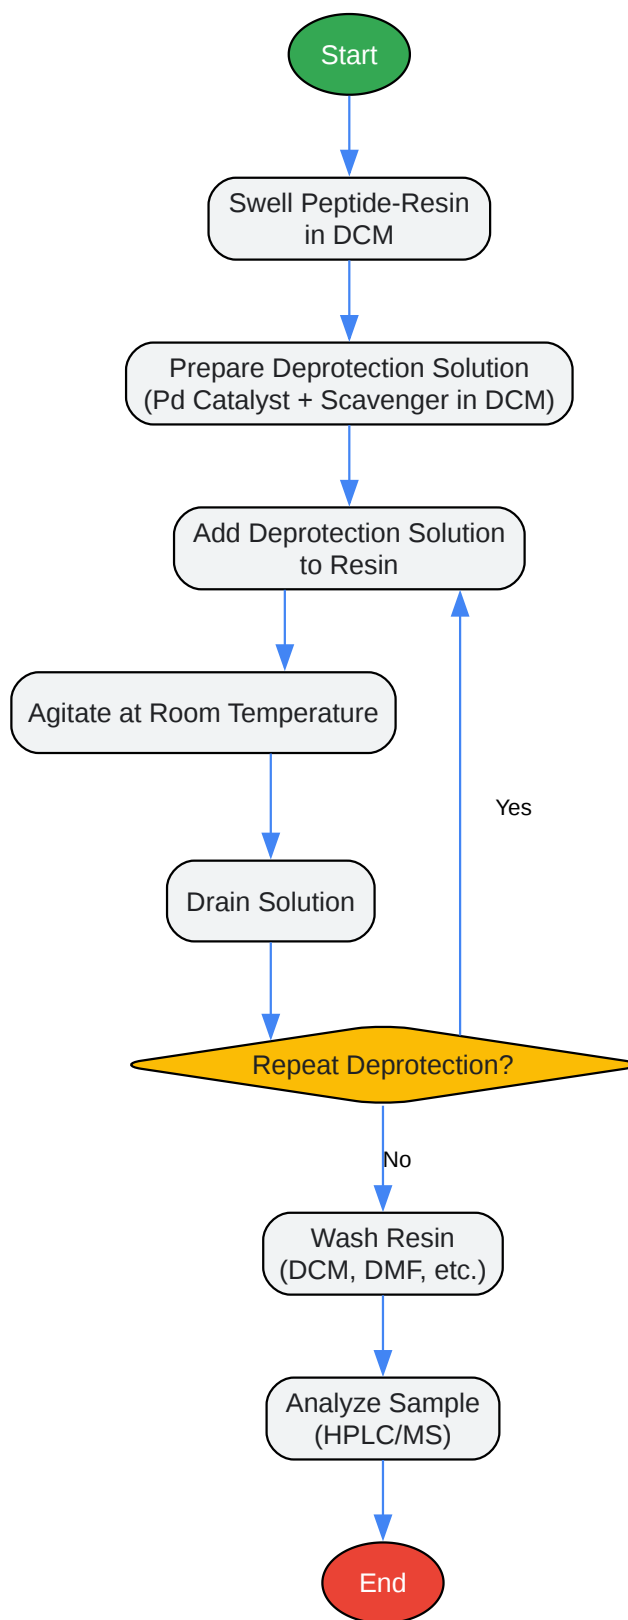 Start
Swell Peptide-Resin
in DCM
Prepare Deprotection Solution
(Pd Catalyst + Scavenger in DCM)
Add Deprotection Solution
to Resin
Agitate at Room Temperature
Yes
Drain Solution
Repeat Deprotection?
No
Wash Resin
(DCM, DMF, etc.)
Analyze Sample
(HPLC/MS)
End